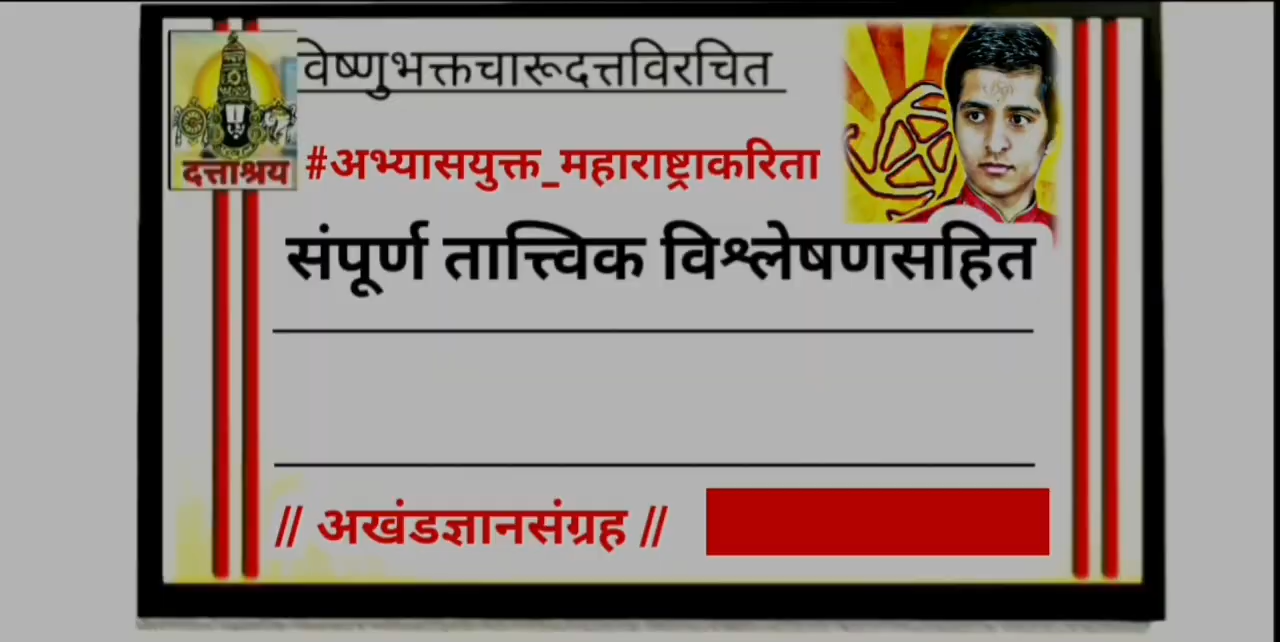 विष्णुभक्तचारूदत्तविरचित
दत्ताश्रय
#अभ्यासयुक्त_महाराष्ट्राकरिता
संपूर्ण तात्त्विक विश्लेषणसहित
// अखंडज्ञानसंग्रह //